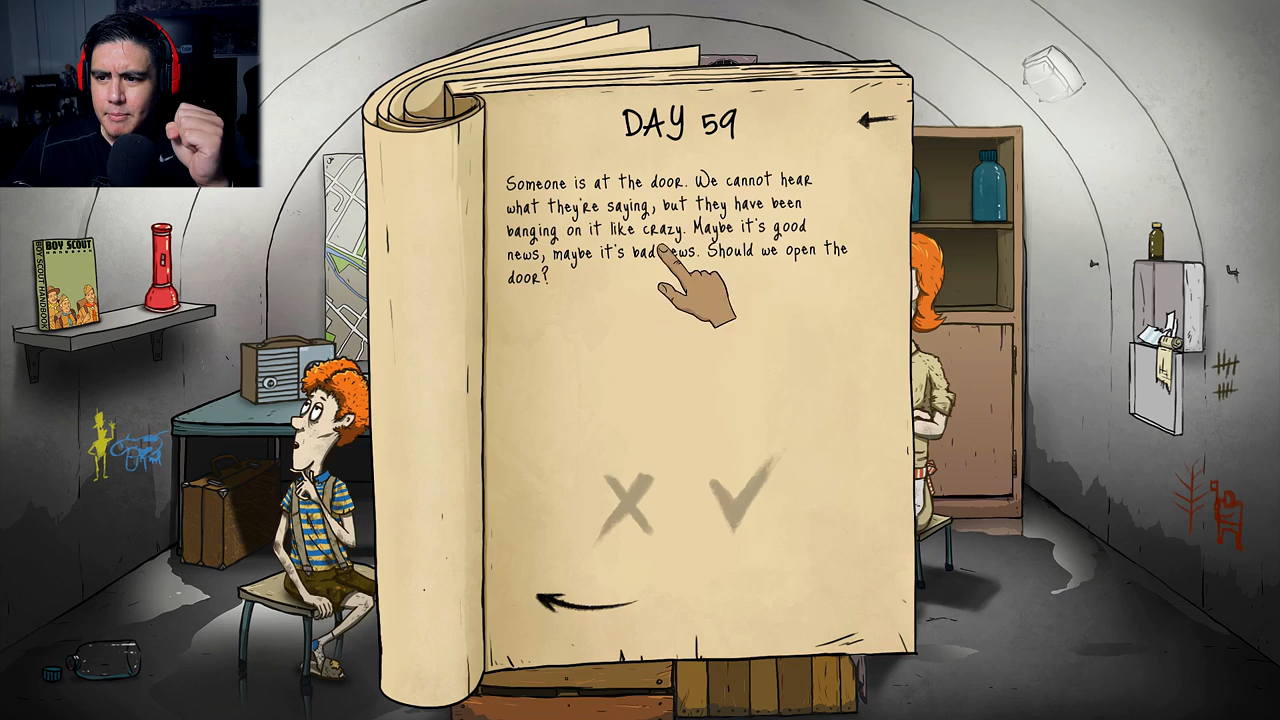 DAY 59
Someone is at the door. We cannot hear
what they're saying, but they have been
banging on it like crazy. Maybe it's good
news, maybe it's bad ews. Should we open the
door?
BOY SCOUT
HANDBOOK
BOY SCOUT HANDBOOK